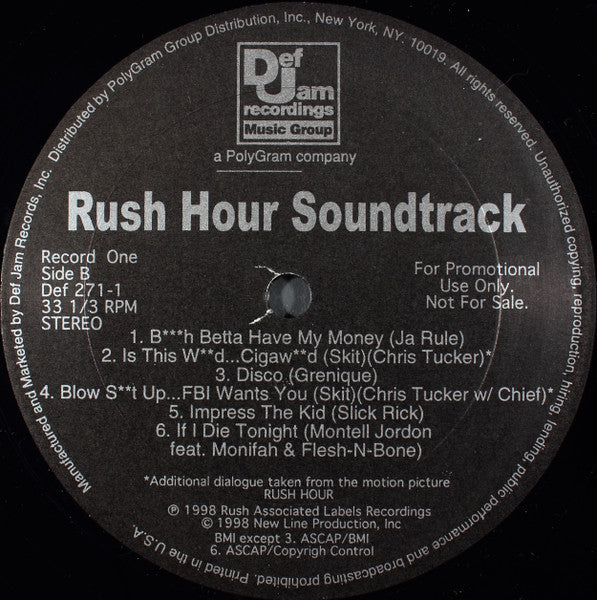 Manufactured and Marketed by Def Jam Records, Inc. Distributed by PolyGram Group Distribution, Inc., New York, NY. 10019. All rights reserved. Unauthorized copying, reproduction, hiring, lending public performance and broadcasting prohibited. Printed in the U.S.A.
Def
Jam
recordings
Music Group
a PolyGram company
Rush Hour Soundtrack
Record One
Side B
Def 271-1
33 1/3 RPM
STEREO
For Promotional
Use Only.
Not For Sale.
1. B***h Betta Have My Money (Ja Rule)
2. Is This W**d...Cigaw**d (Skit)(Chris Tucker)*
3. Disco (Grenique)
4. Blow S**t Up...FBI Wants You (Skit)(Chris Tucker w/ Chief)*
5. Impress The Kid (Slick Rick)
6. If I Die Tonight (Montell Jordon
feat. Monifah & Flesh-N-Bone)
*Additional dialogue taken from the motion picture
RUSH HOUR
℗ 1998 Rush Associated Labels Recordings
© 1998 New Line Production, Inc
BMI except 3. ASCAP/BMI
6. ASCAP/Copyrigh Control